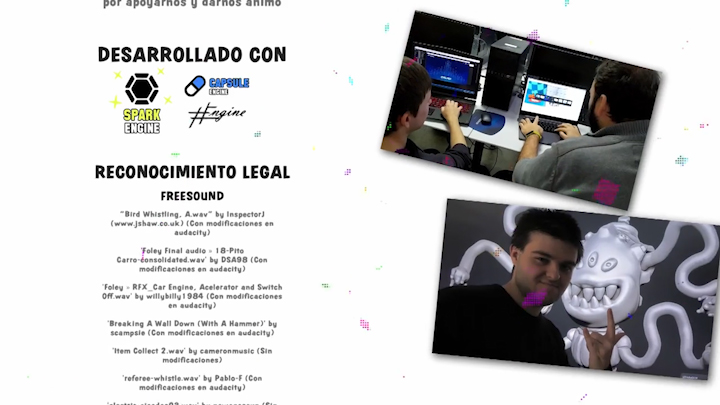 por apoyarnos y darnos ánimo
DESARROLLADO CON
SPARK
ENGINE
CAPSULE
ENGINE
#Engine
RECONOCIMIENTO LEGAL
FREESOUND
"Bird Whistling, A.wav" by InspectorJ
(www.jshaw.co.uk) (Con modificaciones en
audacity)
'Foley Final audio - 18-Pito
Carro-consolidated.wav' by DSA98 (Con
modificaciones en audacity)
'Foley - RFX_Car Engine, Acelerator and Switch
Off.wav' by willybilly1984 (Con modificaciones
en audacity)
'Breaking A Wall Down (With A Hammer)' by
scampsie (Con modificaciones en audacity)
'Item Collect 2.wav' by cameronmusic (Sin
modificaciones)
'referee-whistle.wav' by Pablo-F (Con
modificaciones en audacity)